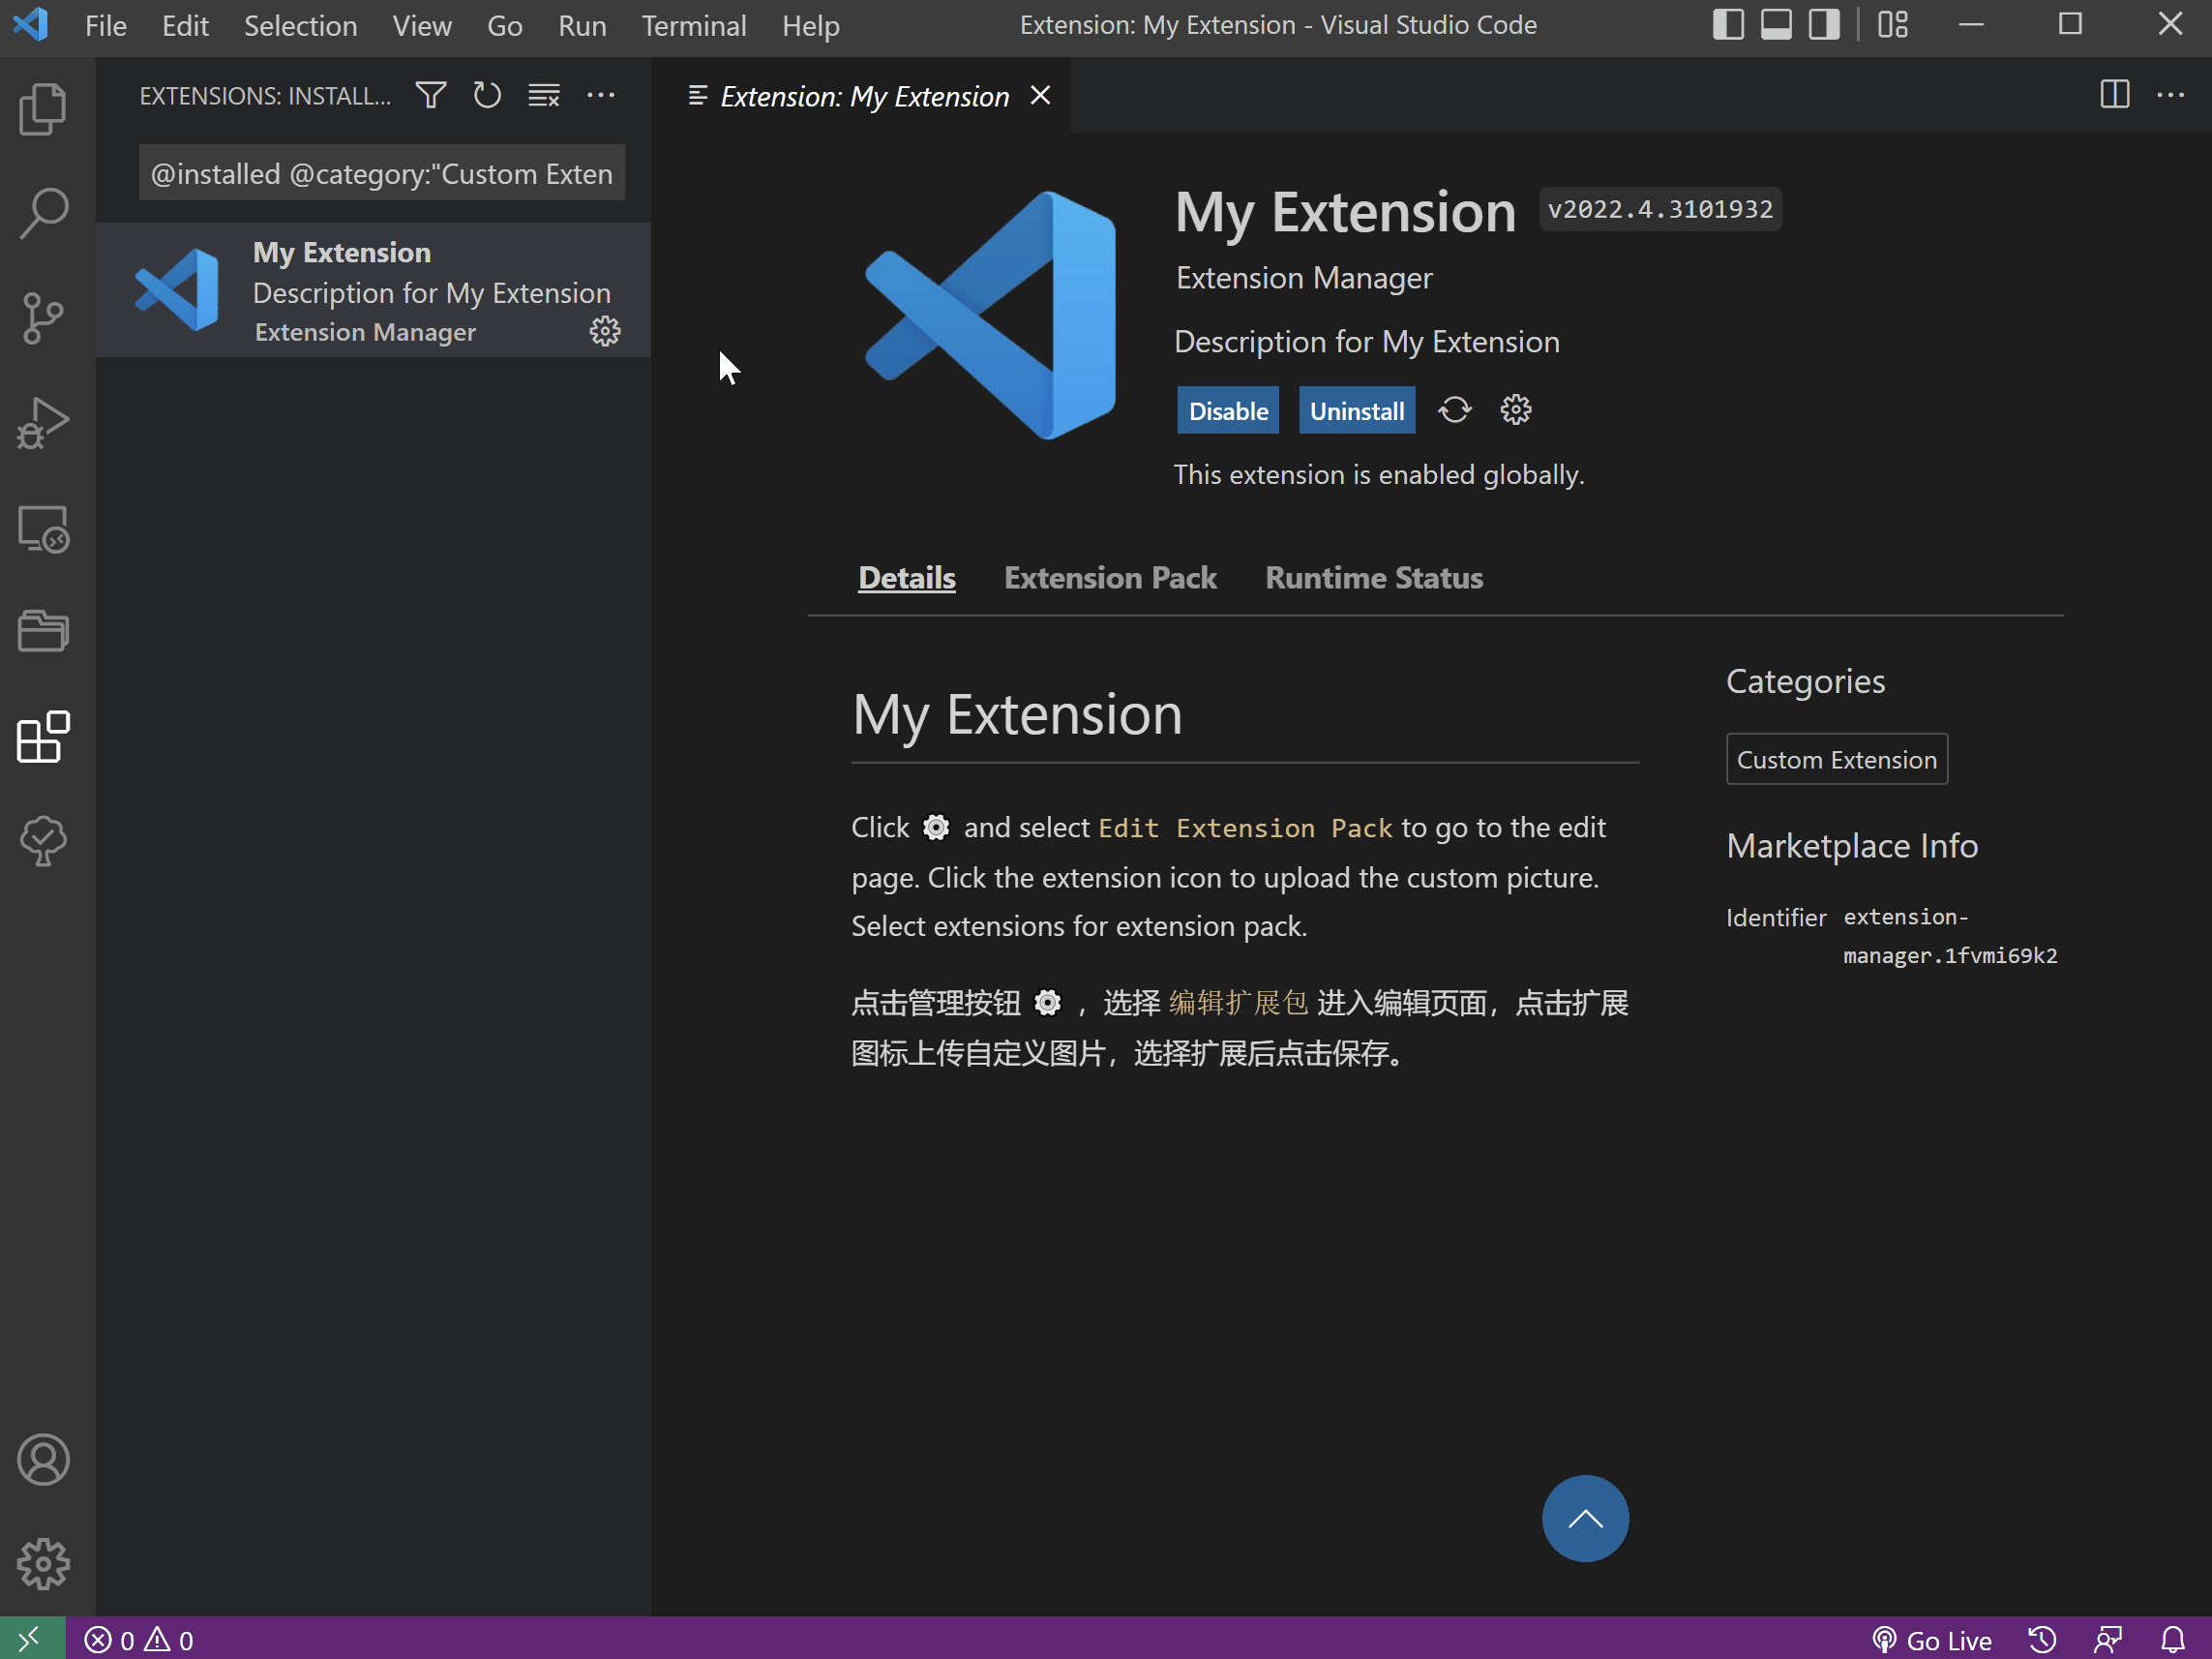 File Edit Selection View Go Run Terminal Help
Extension: My Extension - Visual Studio Code
EXTENSIONS: INSTALL...
@installed @category:"Custom Exten
My Extension
Description for My Extension
Extension Manager
Extension: My Extension
My Extension v2022.4.3101932
Extension Manager
Description for My Extension
Disable Uninstall
This extension is enabled globally.
Details Extension Pack Runtime Status
My Extension
Click and select Edit Extension Pack to go to the edit
page. Click the extension icon to upload the custom picture.
Select extensions for extension pack.
点击管理按钮 ，选择 编辑扩展包 进入编辑页面，点击扩展
图标上传自定义图片，选择扩展后点击保存。
Categories
Custom Extension
Marketplace Info
Identifier extension-
manager.1fvmi69k2
0 0
Go Live